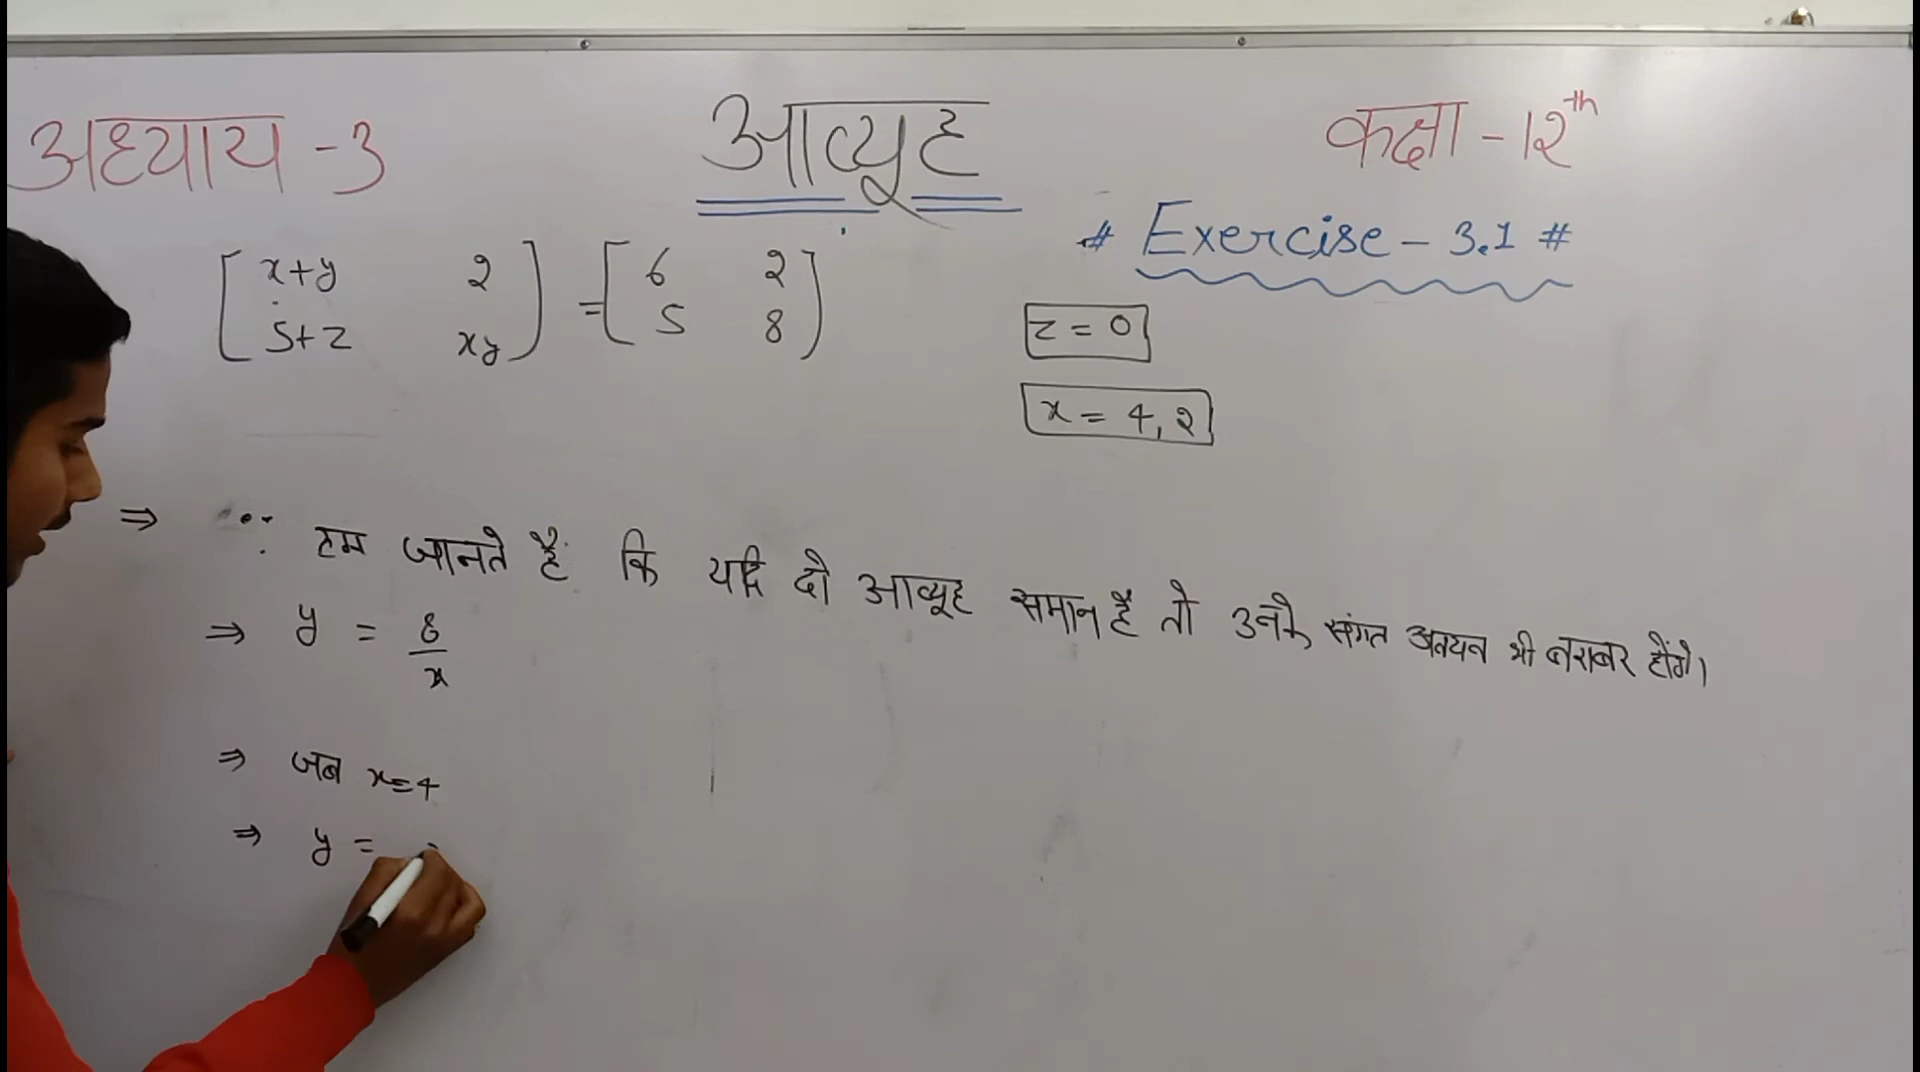 अध्याय - 3
आव्यूह
कक्षा - 12th
# Exercise - 3.1 #
[ x+y 2 ] = [ 6 2 ]
[ 5+z xy ] [ 5 8 ]
z = 0
x = 4, 2
⇒ ∵ हम जानते हैं कि यदि दो आव्यूह समान हैं तो उनके संगत अवयव भी बराबर होंगे।
⇒ y = 8/x
⇒ जब x=4
⇒ y =